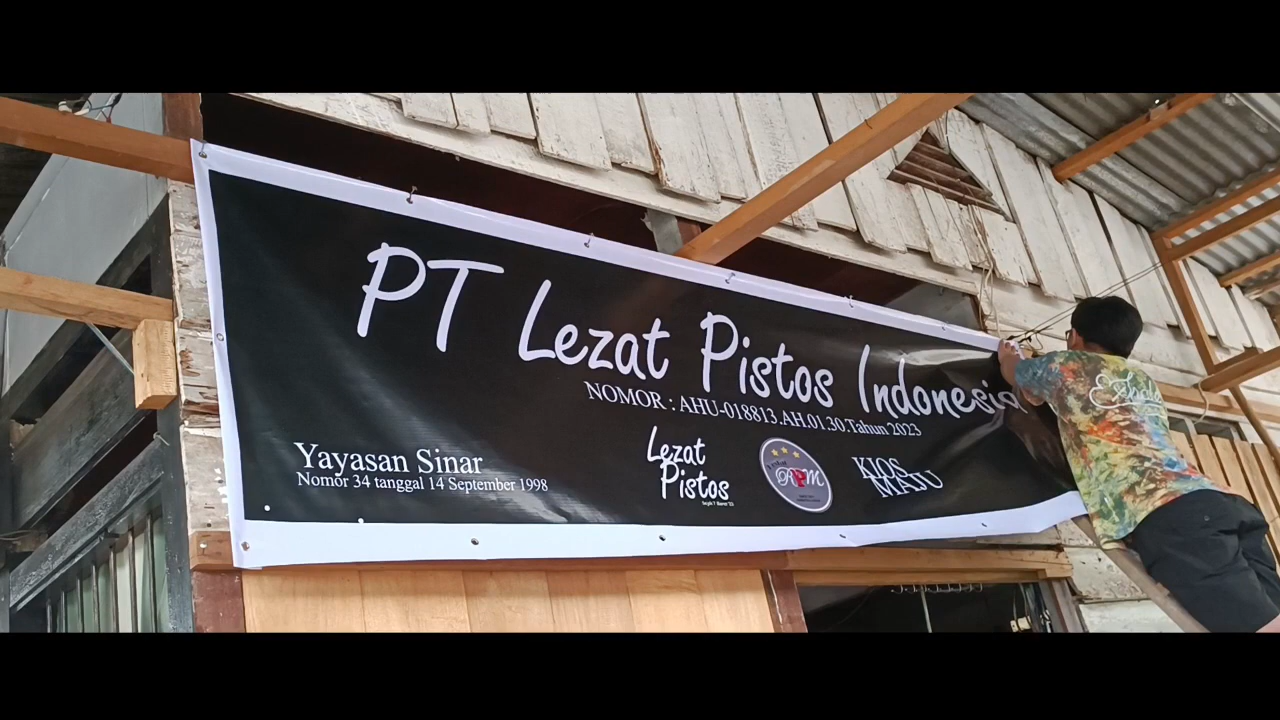 PT Lezat Pistos Indonesia
NOMOR : AHU-018813.AH.01.30.Tahun 2023
Yayasan Sinar
Nomor 34 tanggal 14 September 1998
Lezat
Pistos
RPM
KIOS
MAJU